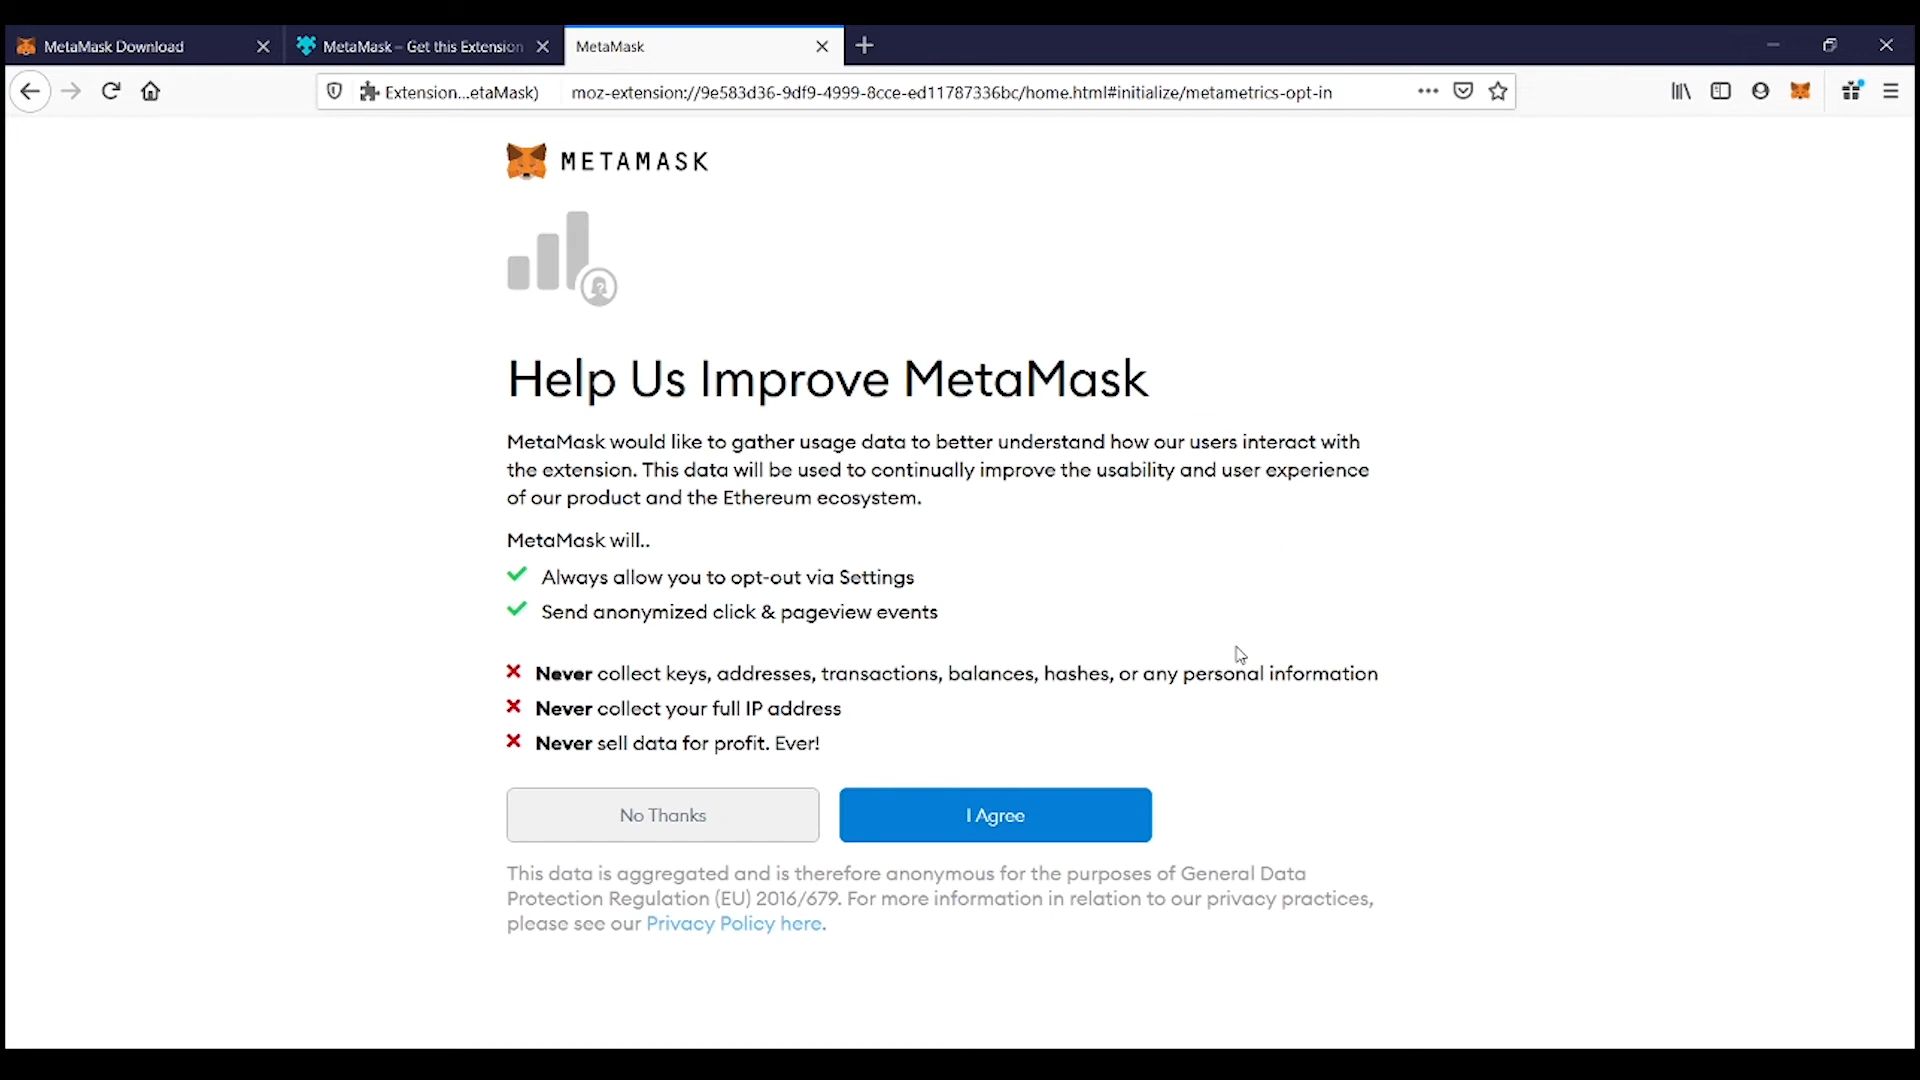 MetaMask Download
MetaMask – Get this Extension
MetaMask
Extension...etaMask)
moz-extension://9e583d36-9df9-4999-8cce-ed11787336bc/home.html#initialize/metametrics-opt-in
METAMASK
Help Us Improve MetaMask
MetaMask would like to gather usage data to better understand how our users interact with
the extension. This data will be used to continually improve the usability and user experience
of our product and the Ethereum ecosystem.
MetaMask will..
Always allow you to opt-out via Settings
Send anonymized click & pageview events
Never collect keys, addresses, transactions, balances, hashes, or any personal information
Never collect your full IP address
Never sell data for profit. Ever!
No Thanks
I Agree
This data is aggregated and is therefore anonymous for the purposes of General Data
Protection Regulation (EU) 2016/679. For more information in relation to our privacy practices,
please see our Privacy Policy here.